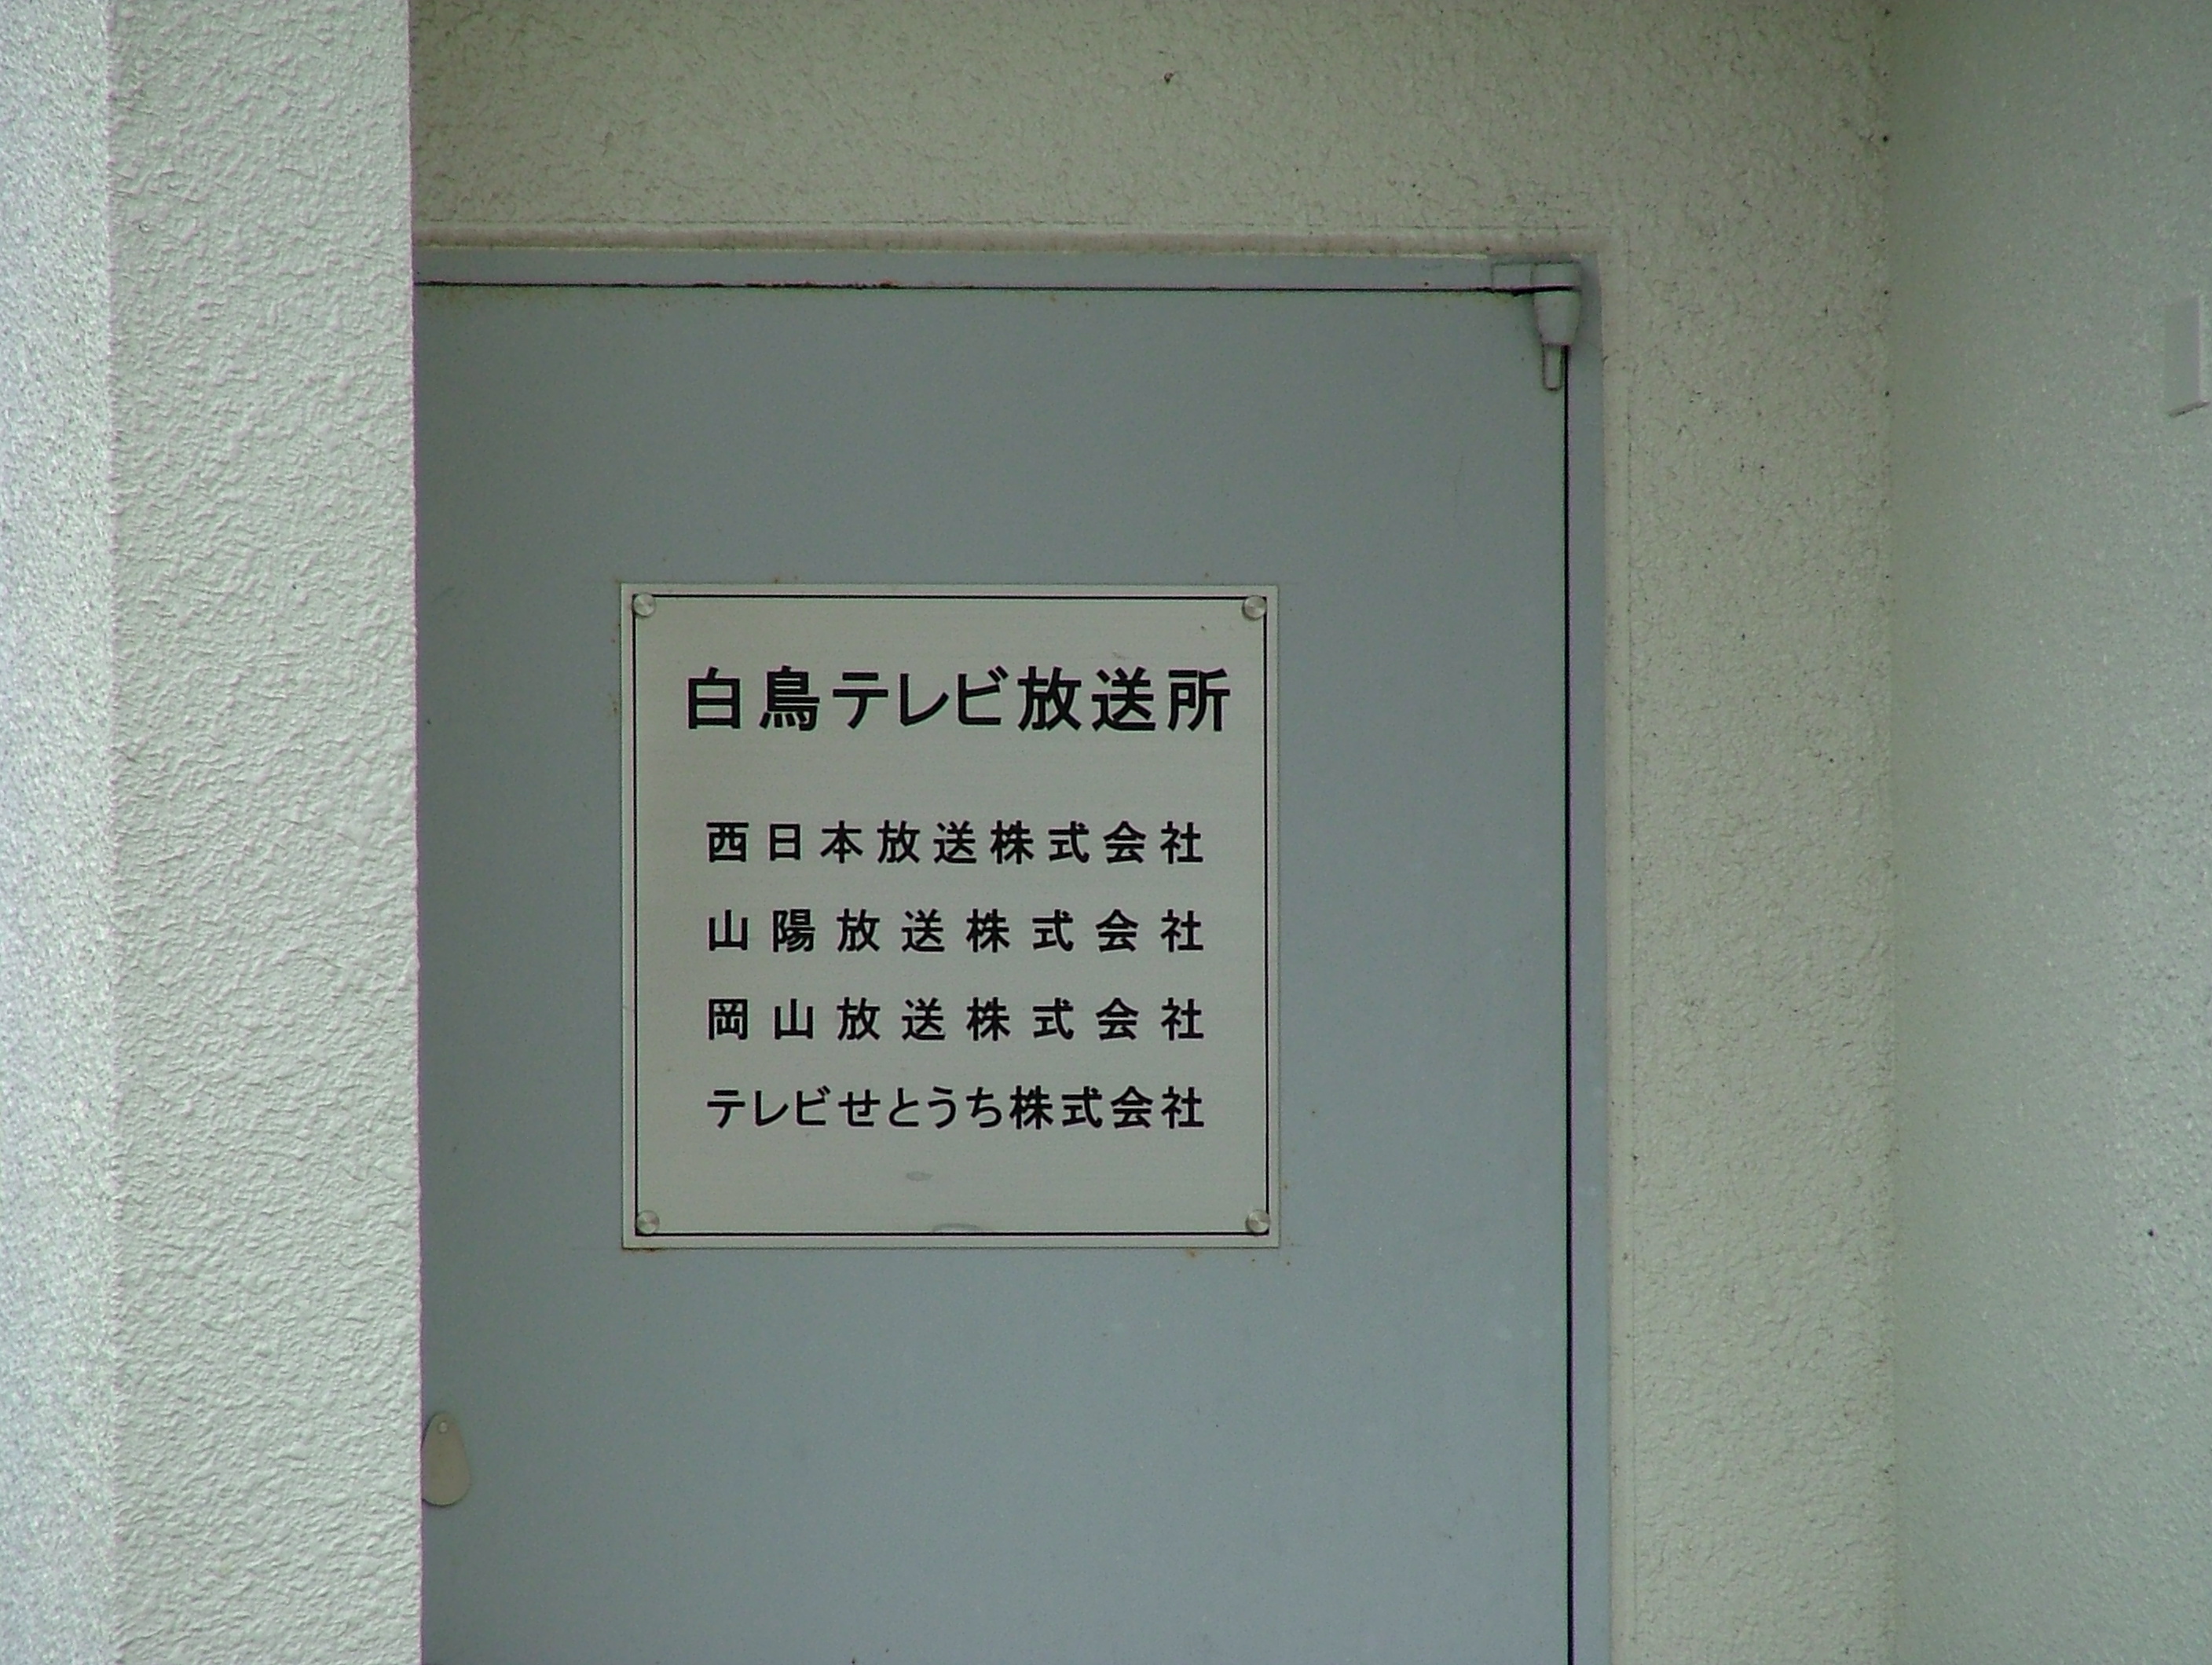 白鳥テレビ放送所
西日本放送株式会社
山陽放送株式会社
岡山放送株式会社
テレビせとうち株式会社